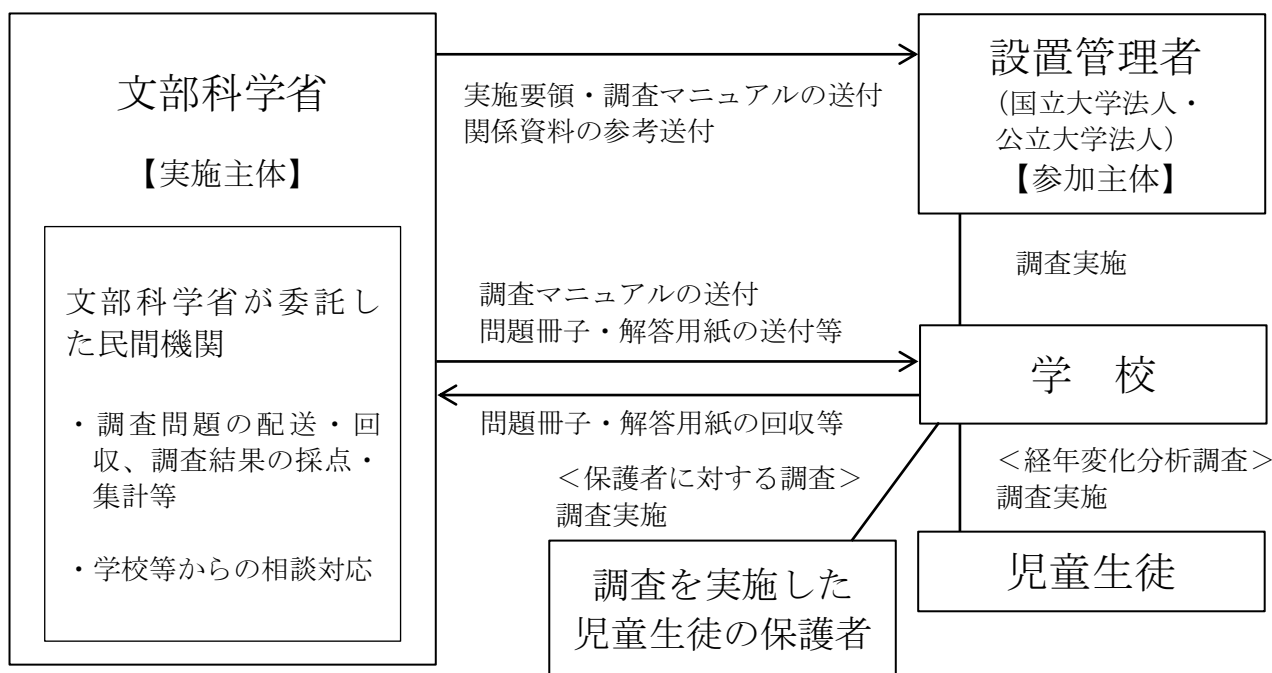 文部科学省
【実施主体】
文部科学省が委託し
た民間機関
・調査問題の配送・回
収、調査結果の採点・
集計等
・学校等からの相談対応
実施要領・調査マニュアルの送付
関係資料の参考送付
設置管理者
（国立大学法人・
公立大学法人）
【参加主体】
調査実施
調査マニュアルの送付
問題冊子・解答用紙の送付等
学　校
問題冊子・解答用紙の回収等
＜保護者に対する調査＞
調査実施
＜経年変化分析調査＞
調査実施
調査を実施した
児童生徒の保護者
児童生徒